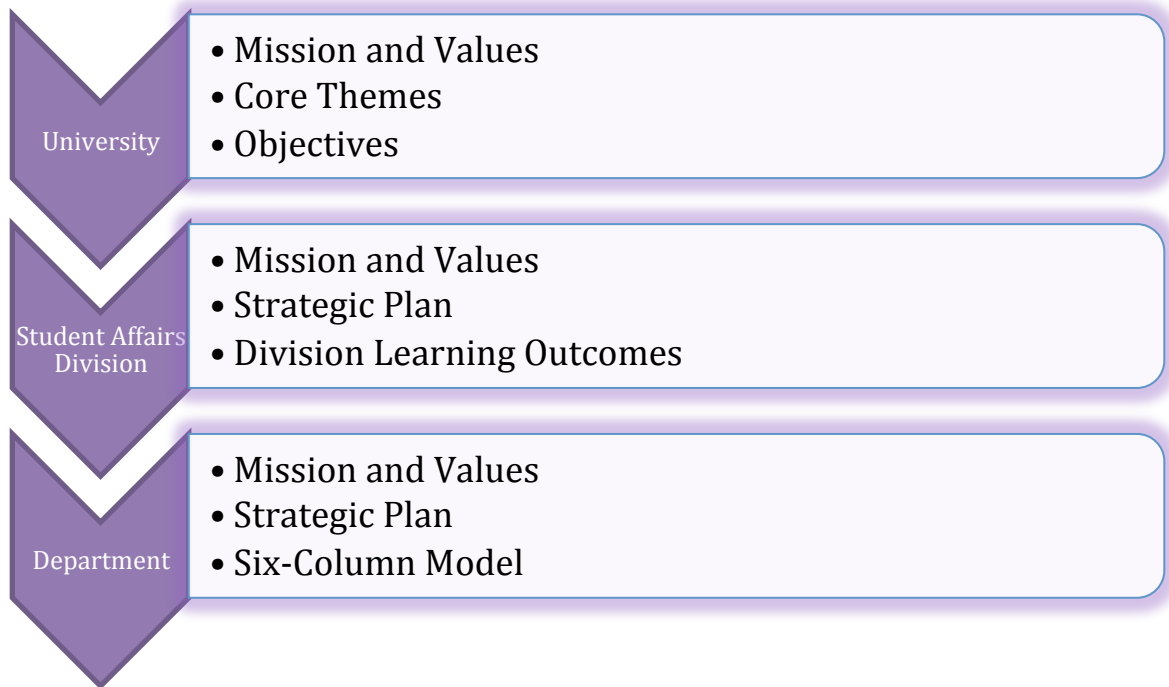 University
• Mission and Values
• Core Themes
• Objectives
Student Affairs
Division
• Mission and Values
• Strategic Plan
• Division Learning Outcomes
Department
• Mission and Values
• Strategic Plan
• Six-Column Model